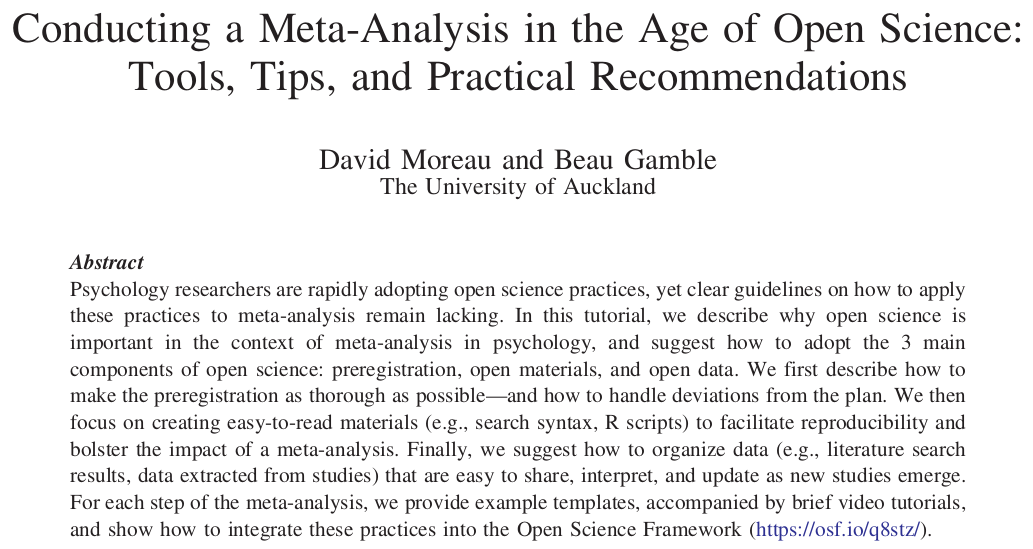 Conducting a Meta-Analysis in the Age of Open Science:
Tools, Tips, and Practical Recommendations
David Moreau and Beau Gamble
The University of Auckland
Abstract
Psychology researchers are rapidly adopting open science practices, yet clear guidelines on how to apply
these practices to meta-analysis remain lacking. In this tutorial, we describe why open science is
important in the context of meta-analysis in psychology, and suggest how to adopt the 3 main
components of open science: preregistration, open materials, and open data. We first describe how to
make the preregistration as thorough as possible—and how to handle deviations from the plan. We then
focus on creating easy-to-read materials (e.g., search syntax, R scripts) to facilitate reproducibility and
bolster the impact of a meta-analysis. Finally, we suggest how to organize data (e.g., literature search
results, data extracted from studies) that are easy to share, interpret, and update as new studies emerge.
For each step of the meta-analysis, we provide example templates, accompanied by brief video tutorials,
and show how to integrate these practices into the Open Science Framework (https://osf.io/q8stz/).